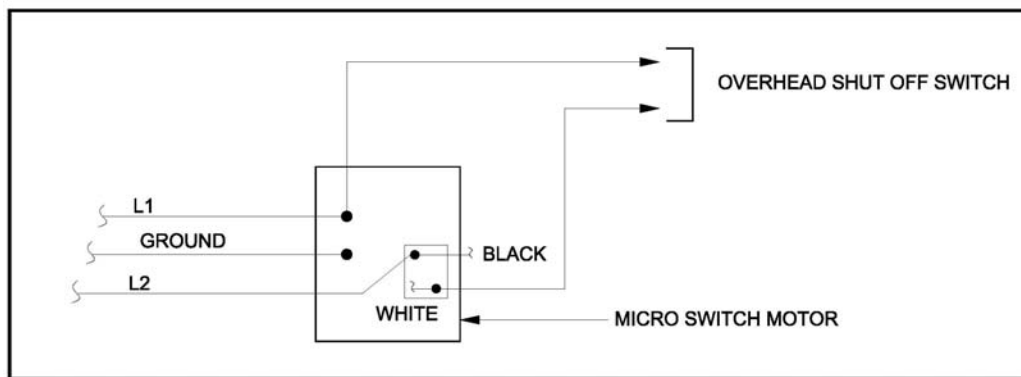 OVERHEAD SHUT OFF SWITCH
L1
GROUND
BLACK
L2
WHITE
MICRO SWITCH MOTOR